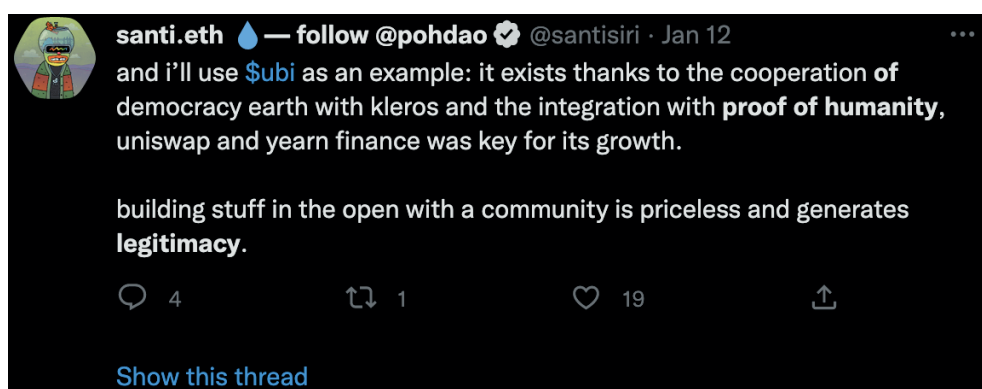 santi.eth 💧— follow @pohdao @santisiri · Jan 12
and i’ll use $ubi as an example: it exists thanks to the cooperation of
democracy earth with kleros and the integration with proof of humanity,
uniswap and yearn finance was key for its growth.
building stuff in the open with a community is priceless and generates
legitimacy.
4 1 19
Show this thread